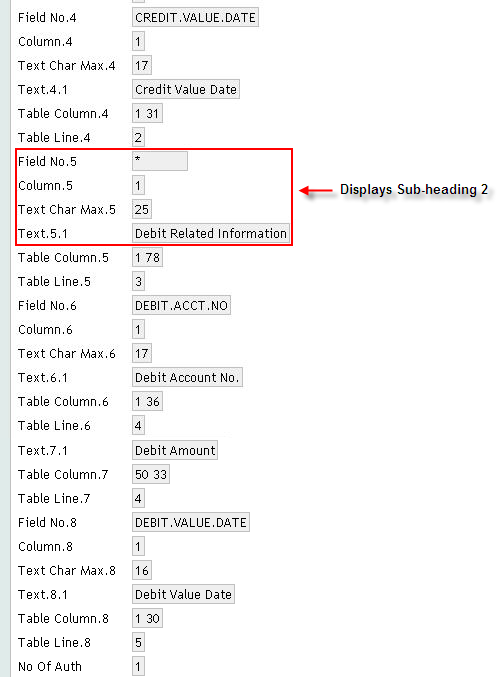 Field No.4 CREDIT.VALUE.DATE
Column.4 1
Text Char Max.4 17
Text.4.1 Credit Value Date
Table Column.4 1 31
Table Line.4 2
Field No.5 *
Column.5 1 Displays Sub-heading 2
Text Char Max.5 25
Text.5.1 Debit Related Information
Table Column.5 1 78
Table Line.5 3
Field No.6 DEBIT.ACCT.NO
Column.6 1
Text Char Max.6 17
Text.6.1 Debit Account No.
Table Column.6 1 36
Table Line.6 4
Text.7.1 Debit Amount
Table Column.7 50 33
Table Line.7 4
Field No.8 DEBIT.VALUE.DATE
Column.8 1
Text Char Max.8 16
Text.8.1 Debit Value Date
Table Column.8 1 30
Table Line.8 5
No Of Auth 1